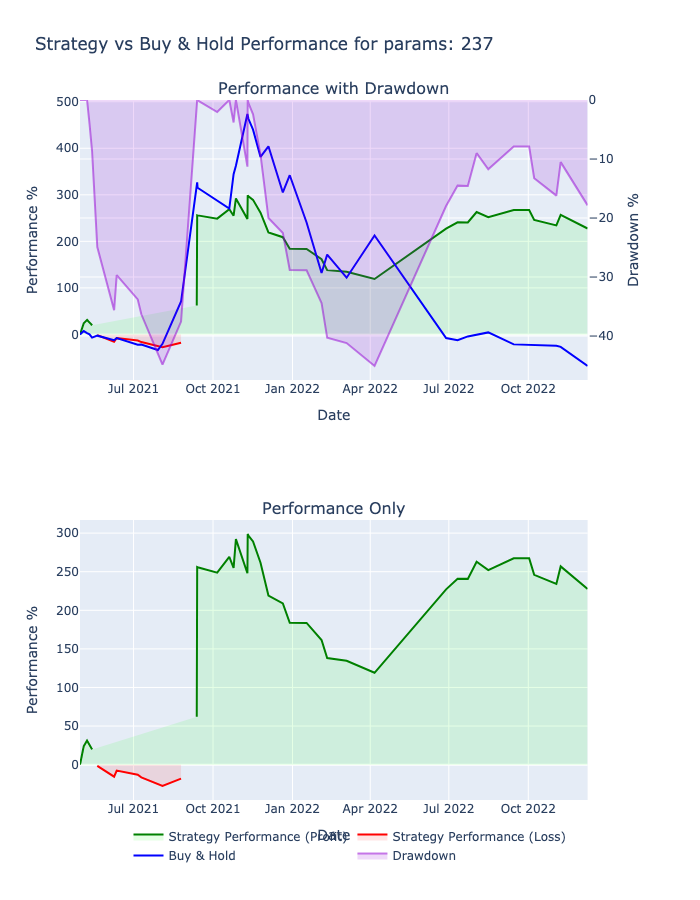 Strategy vs Buy & Hold Performance for params: 237
Performance with Drawdown
500
400
300
200
100
0
Performance %
0
−10
−20
−30
−40
Drawdown %
Jul 2021
Oct 2021
Jan 2022
Apr 2022
Jul 2022
Oct 2022
Date
Performance Only
300
250
200
150
100
50
0
Performance %
Jul 2021
Oct 2021
Jan 2022
Apr 2022
Jul 2022
Oct 2022
Date
Strategy Performance (Profit)
Strategy Performance (Loss)
Buy & Hold
Drawdown